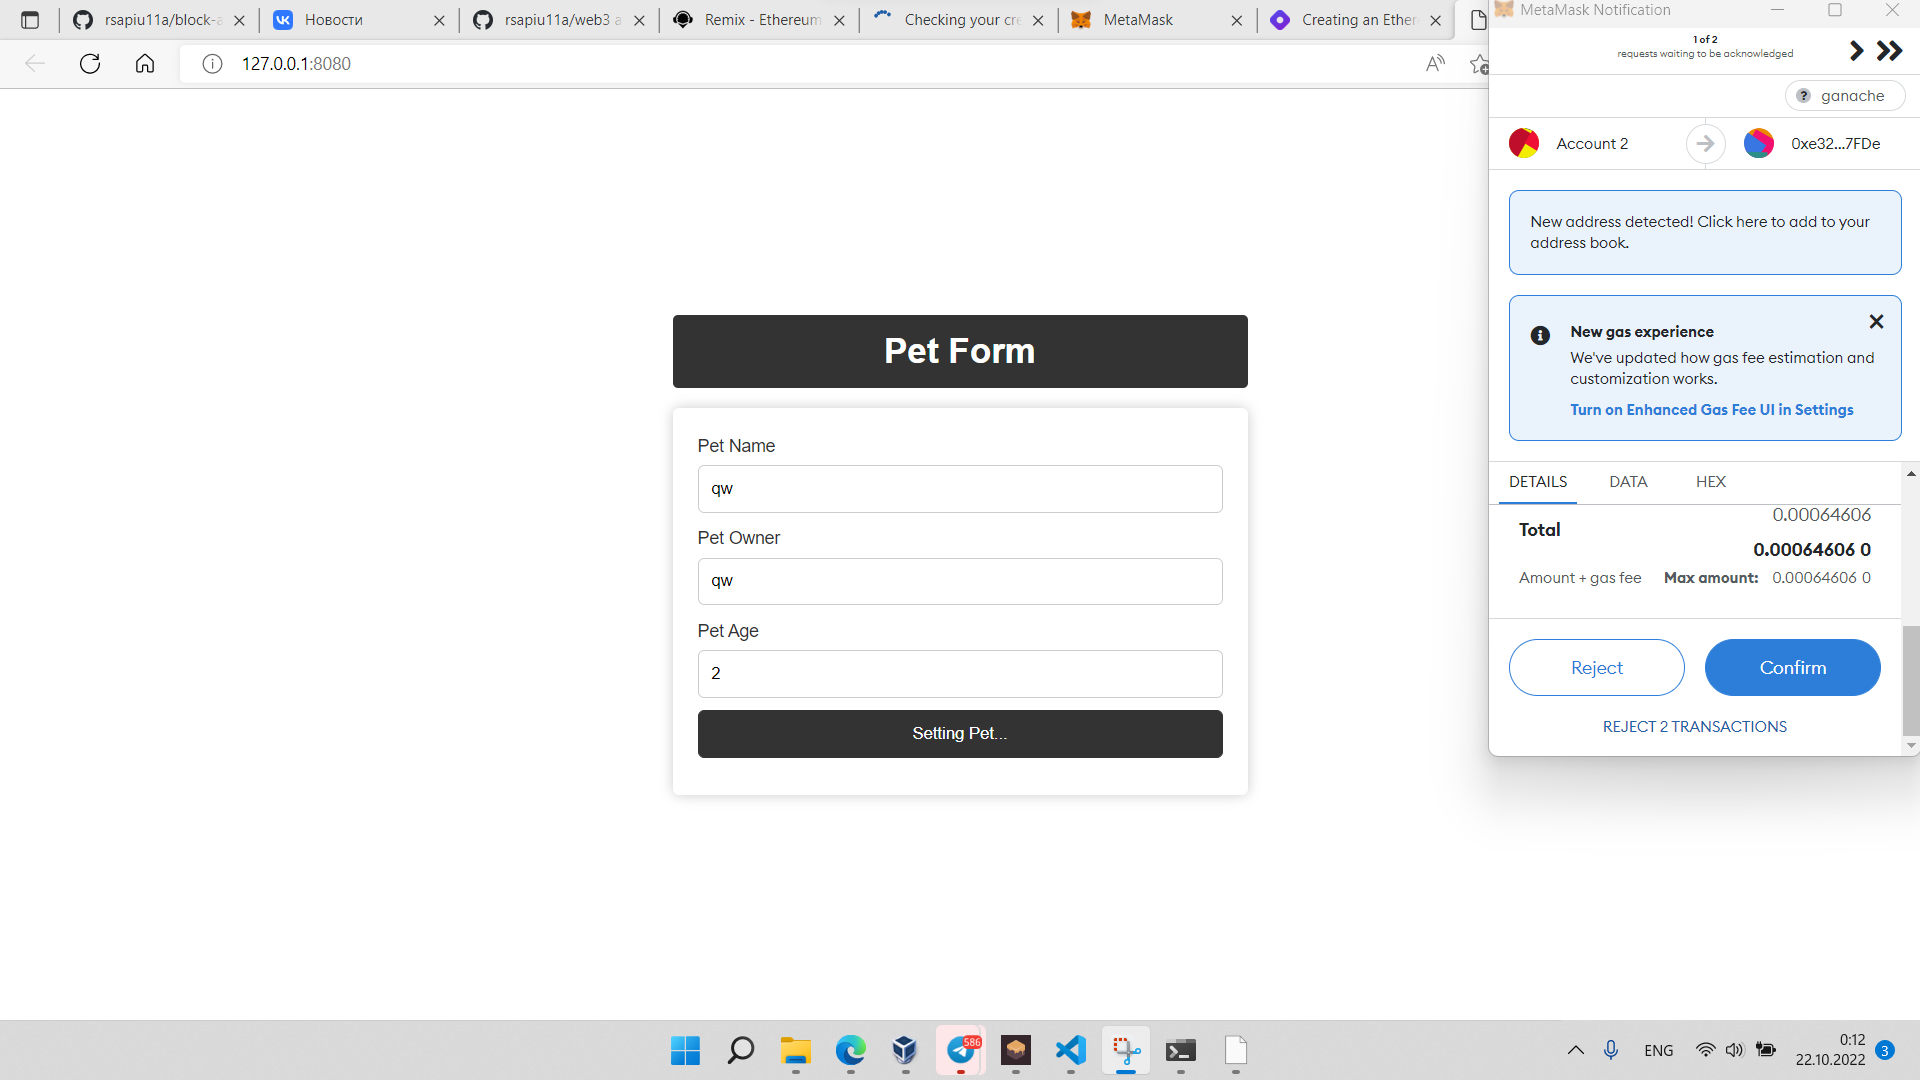 rsapiu11a/block-a
Новости
rsapiu11a/web3 a
Remix - Ethereum
Checking your cre
MetaMask
Creating an Ether
127.0.0.1:8080
Pet Form
Pet Name
qw
Pet Owner
qw
Pet Age
2
Setting Pet...
MetaMask Notification
1 of 2
requests waiting to be acknowledged
ganache
Account 2
0xe32...7FDe
New address detected! Click here to add to your
address book.
New gas experience
We've updated how gas fee estimation and
customization works.
Turn on Enhanced Gas Fee UI in Settings
DETAILS DATA HEX
0.00064606
Total
0.00064606 0
Amount + gas fee Max amount: 0.00064606 0
Reject
Confirm
REJECT 2 TRANSACTIONS
586
ENG
0:12
22.10.2022
3